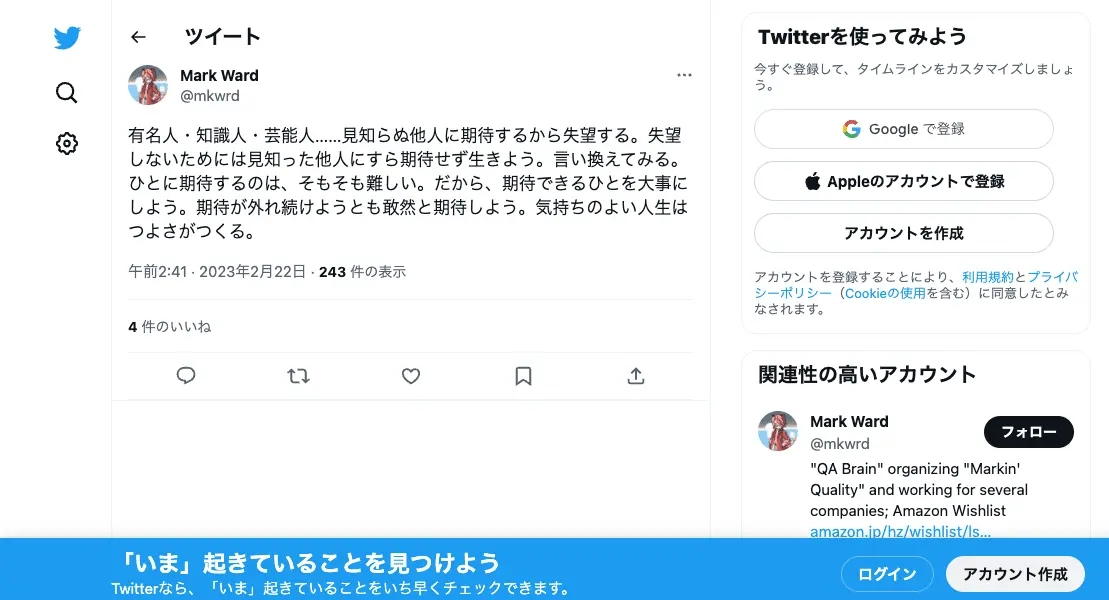 ツイート
Mark Ward
@mkwrd
有名人・知識人・芸能人......見知らぬ他人に期待するから失望する。失望
しないためには見知った他人にすら期待せず生きよう。言い換えてみる。
ひとに期待するのは、そもそも難しい。だから、期待できるひとを大事に
しよう。期待が外れ続けようとも敢然と期待しよう。気持ちのよい人生は
つよさがつくる。
午前2:41 · 2023年2月22日 · 243 件の表示
4 件のいいね
Twitterを使ってみよう
今すぐ登録して、タイムラインをカスタマイズしましょ
う。
Google で登録
Appleのアカウントで登録
アカウントを作成
アカウントを登録することにより、利用規約とプライバ
シーポリシー（Cookieの使用を含む）に同意したとみ
なされます。
関連性の高いアカウント
Mark Ward
@mkwrd
フォロー
"QA Brain" organizing "Markin'
Quality" and working for several
companies; Amazon Wishlist
amazon.jp/hz/wishlist/ls...
「いま」起きていることを見つけよう
Twitterなら、「いま」起きていることをいち早くチェックできます。
ログイン
アカウント作成